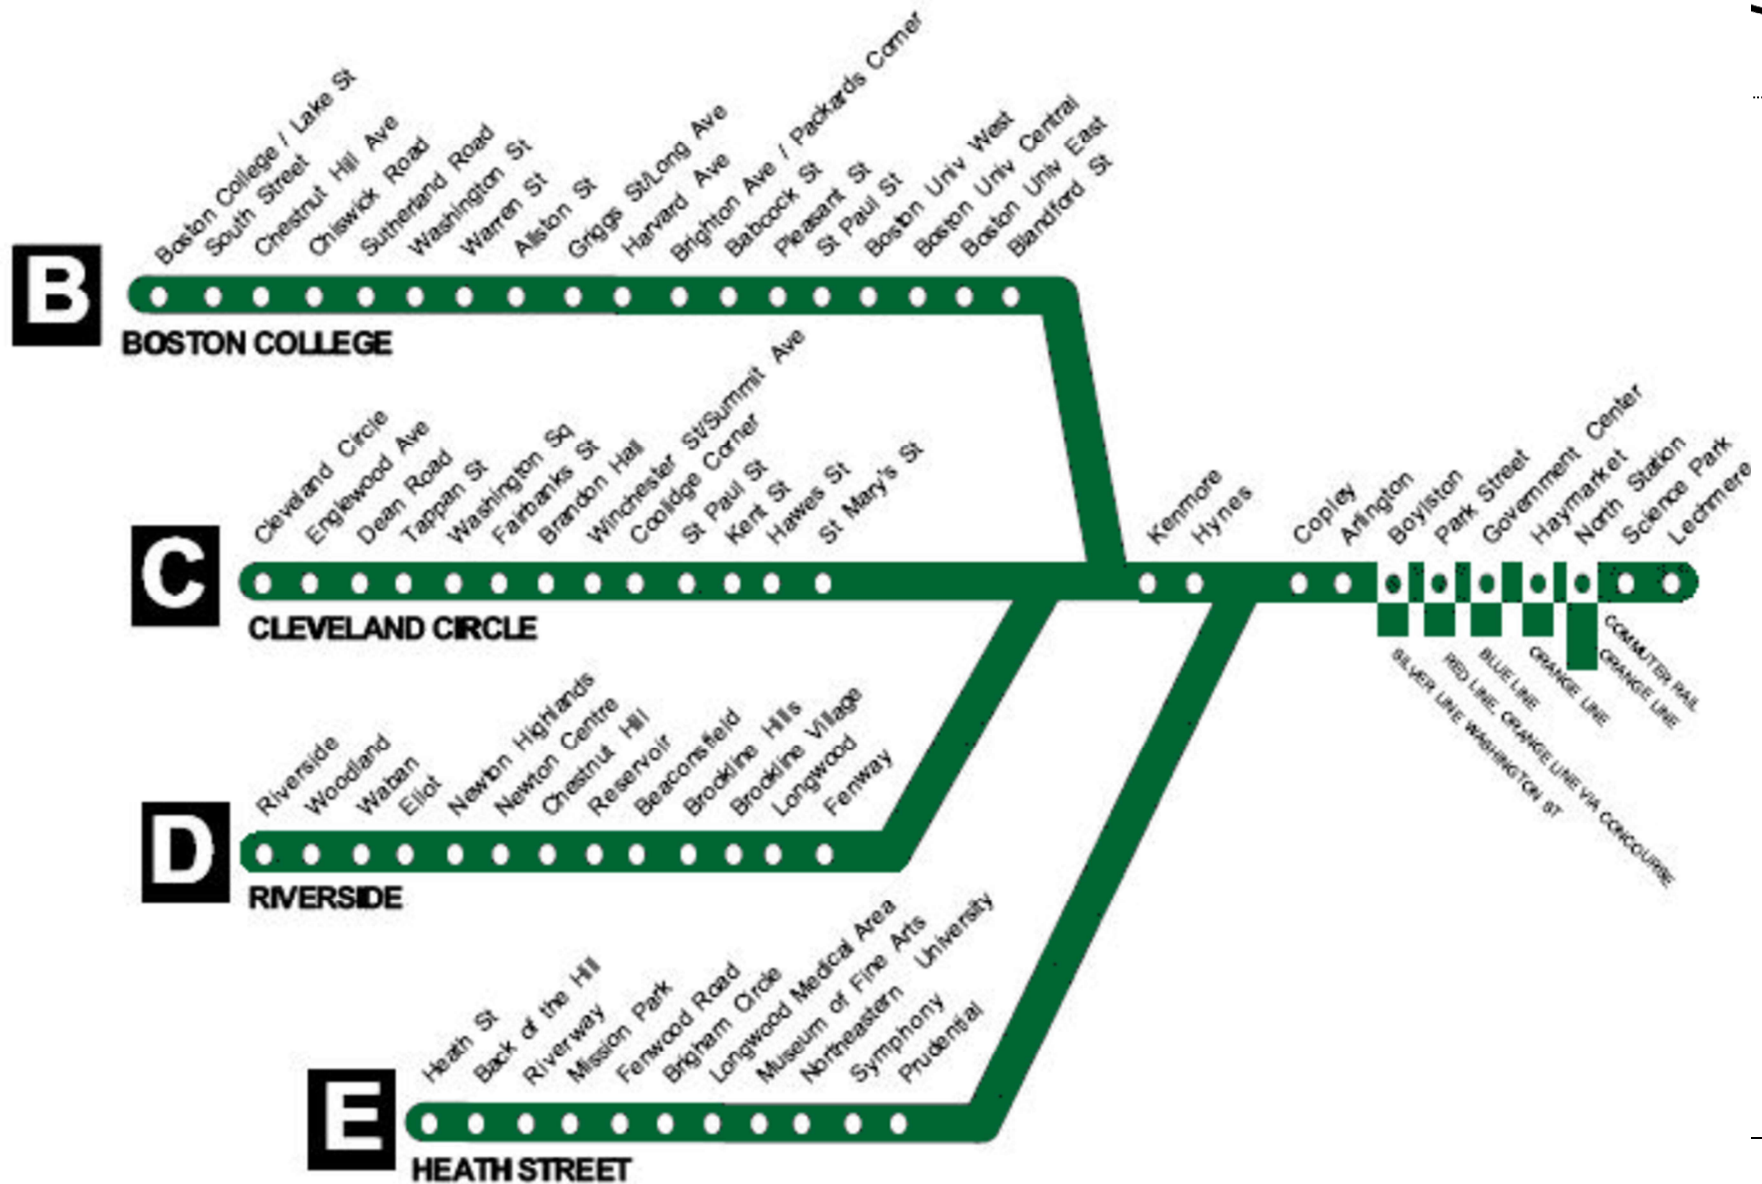 B
Boston College / Lake St
South Street
Chestnut Hill Ave
Chiswick Road
Sutherland Road
Washington St
Warren St
Allston St
Griggs St/Long Ave
Harvard Ave
Brighton Ave / Packards Corner
Babcock St
Pleasant St
St Paul St
Boston Univ West
Boston Univ Central
Boston Univ East
Blandford St
BOSTON COLLEGE
C
Cleveland Circle
Englewood Ave
Dean Road
Tappan St
Washington Sq
Fairbanks St
Brandon Hall
Winchester St/Summit Ave
Coolidge Corner
St Paul St
Kent St
Hawes St
St Mary's St
Kenmore
Hynes
Copley
Arlington
Boylston
Park Street
Government Center
Haymarket
North Station
Science Park
Lechmere
CLEVELAND CIRCLE
SILVER LINE WASHINGTON ST
RED LINE, ORANGE LINE VIA CONCOURSE
BLUE LINE
ORANGE LINE
ORANGE LINE
COMMUTER RAIL
D
Riverside
Woodland
Waban
Eliot
Newton Highlands
Newton Centre
Chestnut Hill
Reservoir
Beaconsfield
Brookline Hills
Brookline Village
Longwood
Fenway
RIVERSIDE
E
Heath St
Back of the Hill
Riverway
Mission Park
Fenwood Road
Brigham Circle
Longwood Medical Area
Museum of Fine Arts
Northeastern University
Symphony
Prudential
HEATH STREET